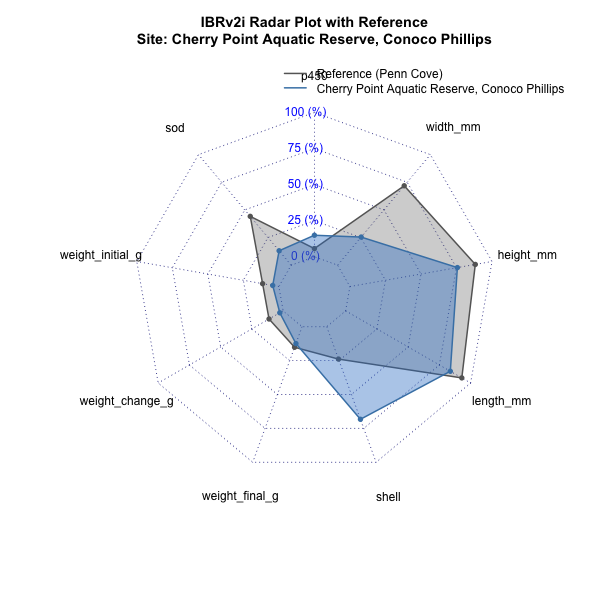 IBRv2i Radar Plot with Reference
Site: Cherry Point Aquatic Reserve, Conoco Phillips
p450
Reference (Penn Cove)
Cherry Point Aquatic Reserve, Conoco Phillips
100 (%)
sod
width_mm
75 (%)
50 (%)
25 (%)
weight_initial_g
0 (%)
height_mm
weight_change_g
length_mm
weight_final_g
shell